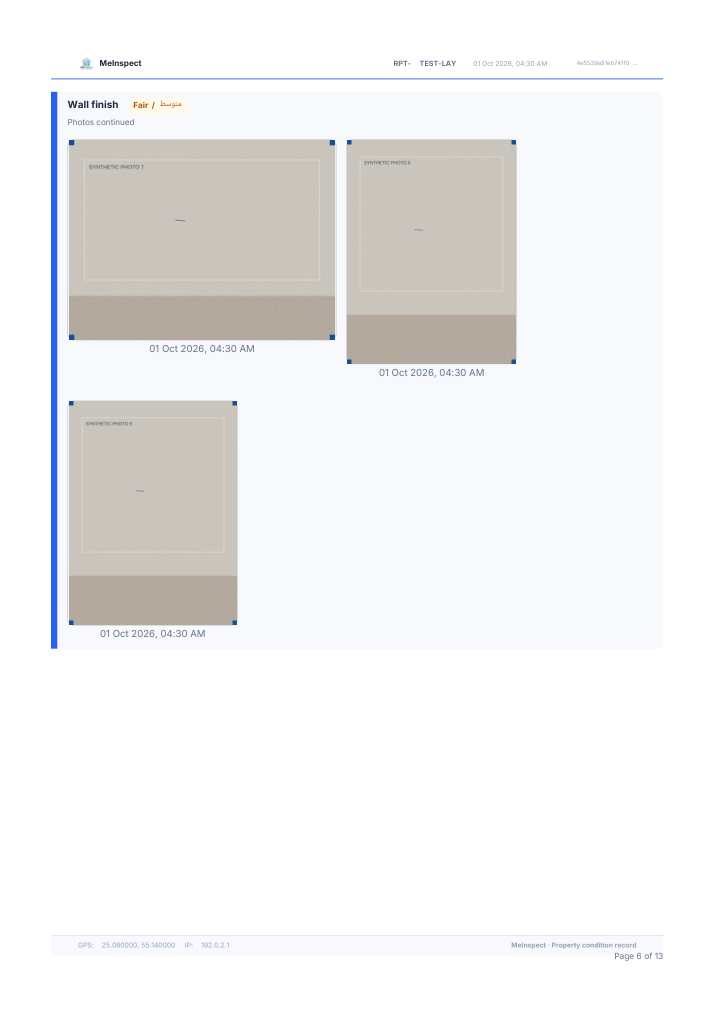 MeInspect
RPT- TEST-LAY 01 Oct 2026, 04:30 AM
Wall finish Fair / متوسط
Photos continued
SYNTHETIC PHOTO 7
01 Oct 2026, 04:30 AM
SYNTHETIC PHOTO 8
01 Oct 2026, 04:30 AM
SYNTHETIC PHOTO
01 Oct 2026, 04:30 AM
GPS: 25.080000, 55.140000 IP: 192.0.2.1
MeInspect · Property condition record
Page 6 of 13